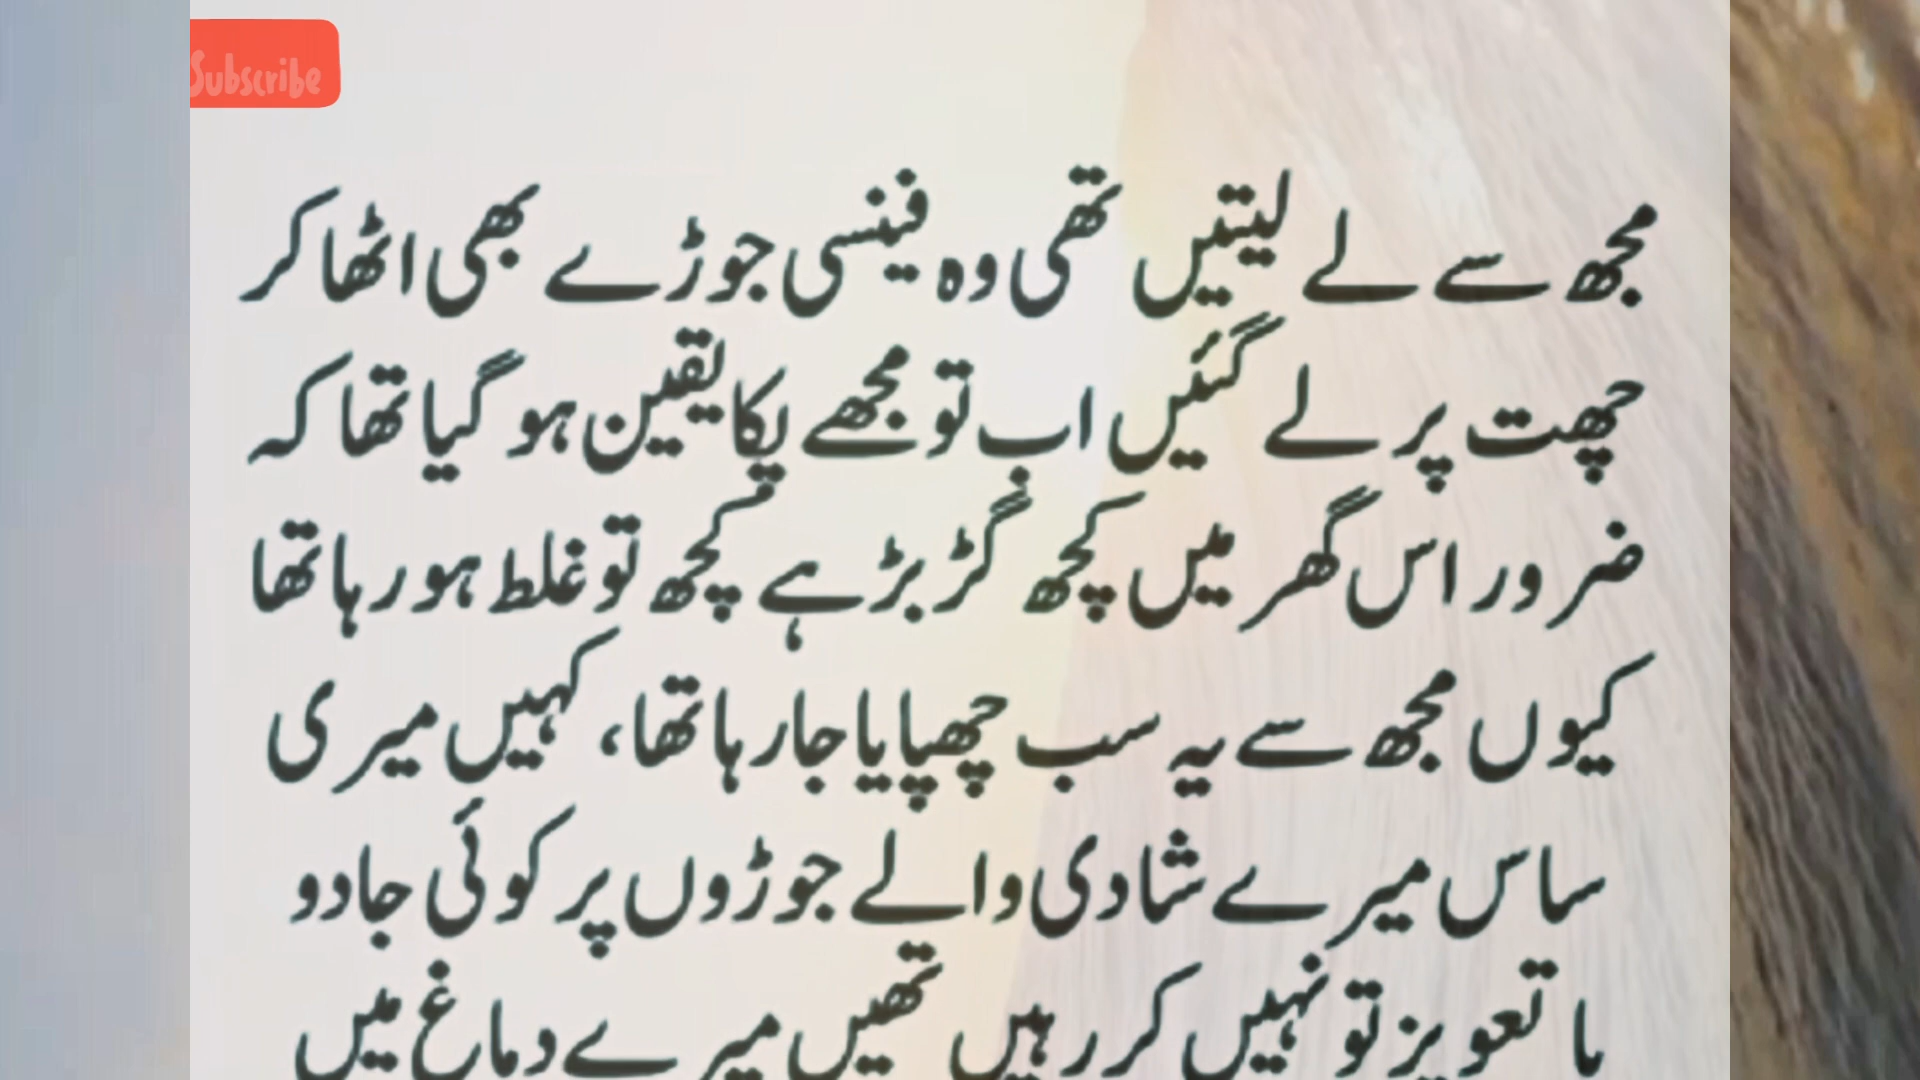 Subscribe
مجھ سے لے لیتیں تھی وہ فینسی جوڑے بھی اٹھا کر
چھت پر لے گئیں اب تو مجھے پکا یقین ہو گیا تھا کہ
ضرور اس گھر میں کچھ گڑبڑ ہے کچھ تو غلط ہو رہا تھا
کیوں مجھ سے یہ سب چھپایا جا رہا تھا، کہیں میری
ساس میرے شادی والے جوڑوں پر کوئی جادو
یا تعویز تو نہیں کر رہیں تھیں میرے دماغ میں